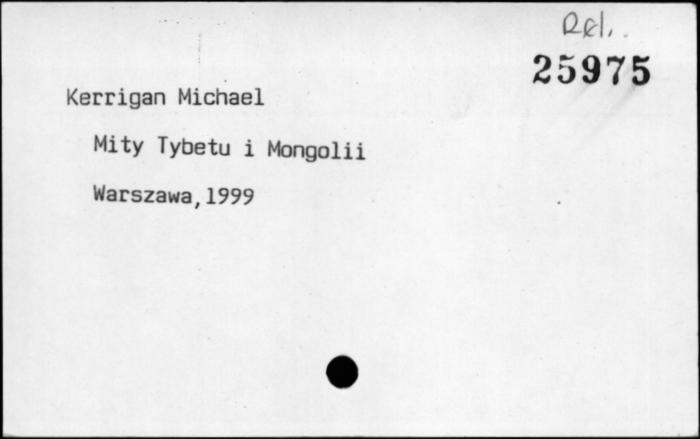 Rel.
25975
Kerrigan Michael
Mity Tybetu i Mongolii
Warszawa,1999